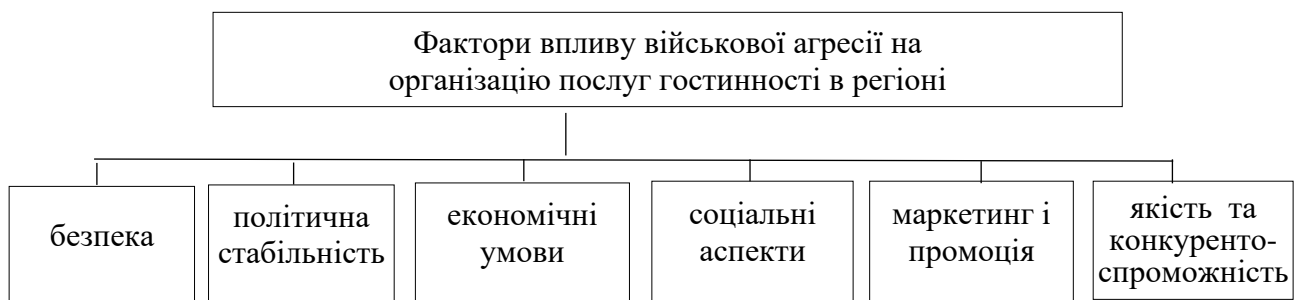 Фактори впливу військової агресії на
організацію послуг гостинності в регіоні
безпека
політична
стабільність
економічні
умови
соціальні
аспекти
маркетинг і
промоція
якість та
конкуренто-
спроможність